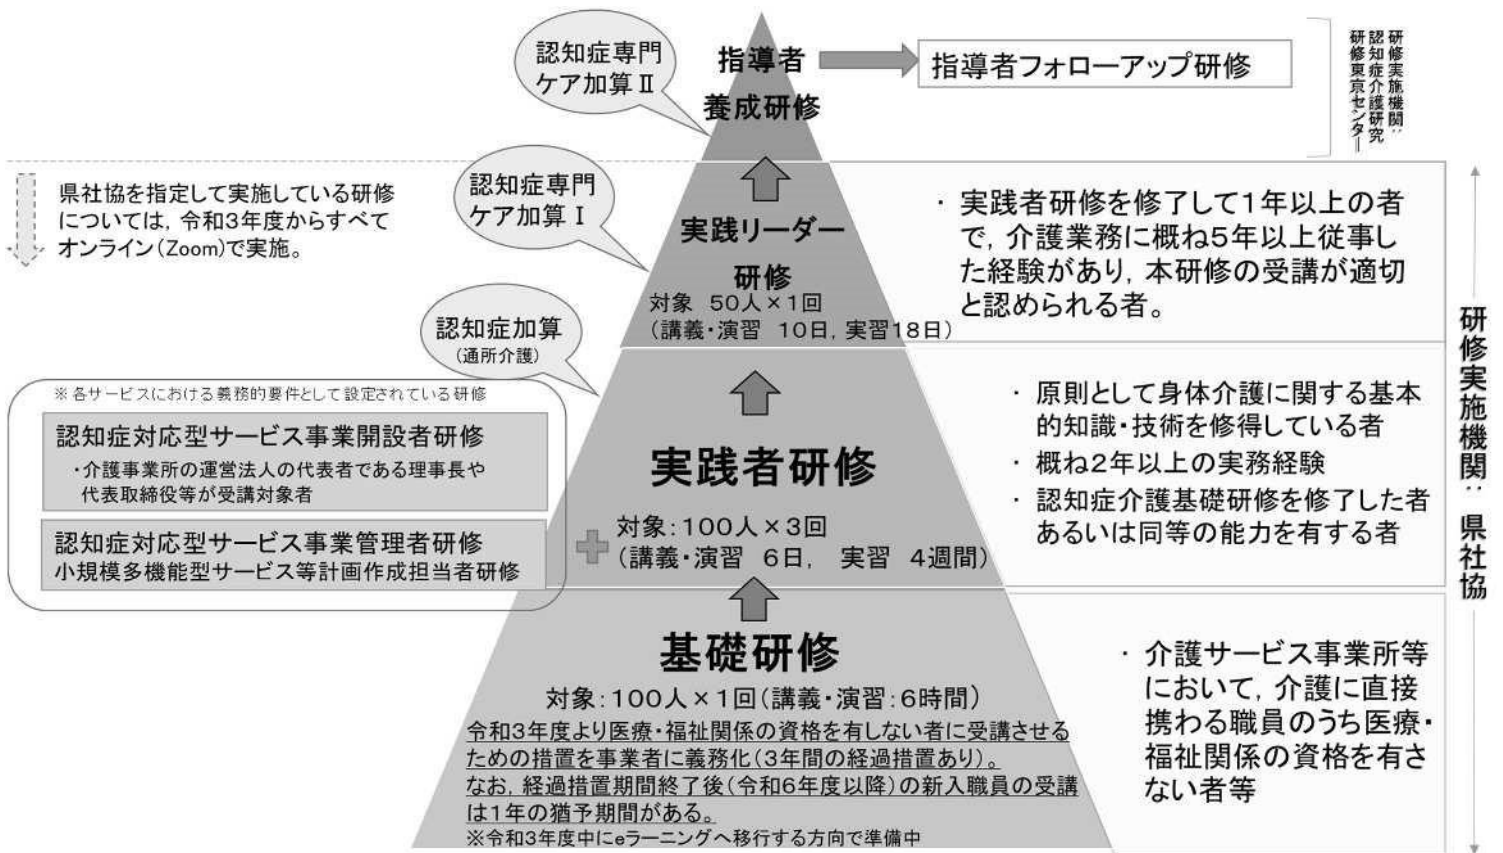 認知症専門
ケア加算Ⅱ
指導者
養成研修
指導者フォローアップ研修
研修実施機関:
認知症介護研究
研修東京センター
県社協を指定して実施している研修
については，令和3年度からすべて
オンライン(Zoom)で実施。
認知症専門
ケア加算Ⅰ
実践リーダー
研修
対象　50人×1回
(講義・演習　10日，実習18日)
・実践者研修を修了して1年以上の者
で，介護業務に概ね5年以上従事し
た経験があり，本研修の受講が適切
と認められる者。
研修実施機関:県社協
認知症加算
(通所介護)
※各サービスにおける義務的要件として設定されている研修
認知症対応型サービス事業開設者研修
・介護事業所の運営法人の代表者である理事長や
代表取締役等が受講対象者
認知症対応型サービス事業管理者研修
小規模多機能型サービス等計画作成担当者研修
実践者研修
対象:100人×3回
(講義・演習　6日，　実習　4週間)
・原則として身体介護に関する基本
的知識・技術を修得している者
・概ね2年以上の実務経験
・認知症介護基礎研修を修了した者
あるいは同等の能力を有する者
基礎研修
対象:100人×1回(講義・演習:6時間)
令和3年度より医療・福祉関係の資格を有しない者に受講させる
ための措置を事業者に義務化(3年間の経過措置あり)。
なお，経過措置期間終了後(令和6年度以降)の新入職員の受講
は1年の猶予期間がある。
※令和3年度中にeラーニングへ移行する方向で準備中
・介護サービス事業所等
において，介護に直接
携わる職員のうち医療・
福祉関係の資格を有さ
ない者等